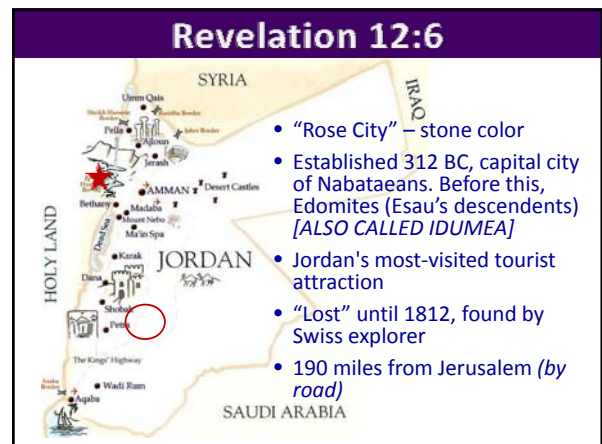 Revelation 12:6
SYRIA
IRAQ
Umm Qais
Pella
Ajloun
Jerash
AMMAN
Desert Castles
Bethany
Madaba
Mount Nebo
Ma'in Spa
Dead Sea
HOLY LAND
Karak
JORDAN
Dana
Shobak
Petra
The Kings' Highway
Wadi Rum
Aqaba
SAUDI ARABIA
• “Rose City” – stone color
• Established 312 BC, capital city
of Nabataeans. Before this,
Edomites (Esau’s descendents)
[ALSO CALLED IDUMEA]
• Jordan's most-visited tourist
attraction
• “Lost” until 1812, found by
Swiss explorer
• 190 miles from Jerusalem (by
road)